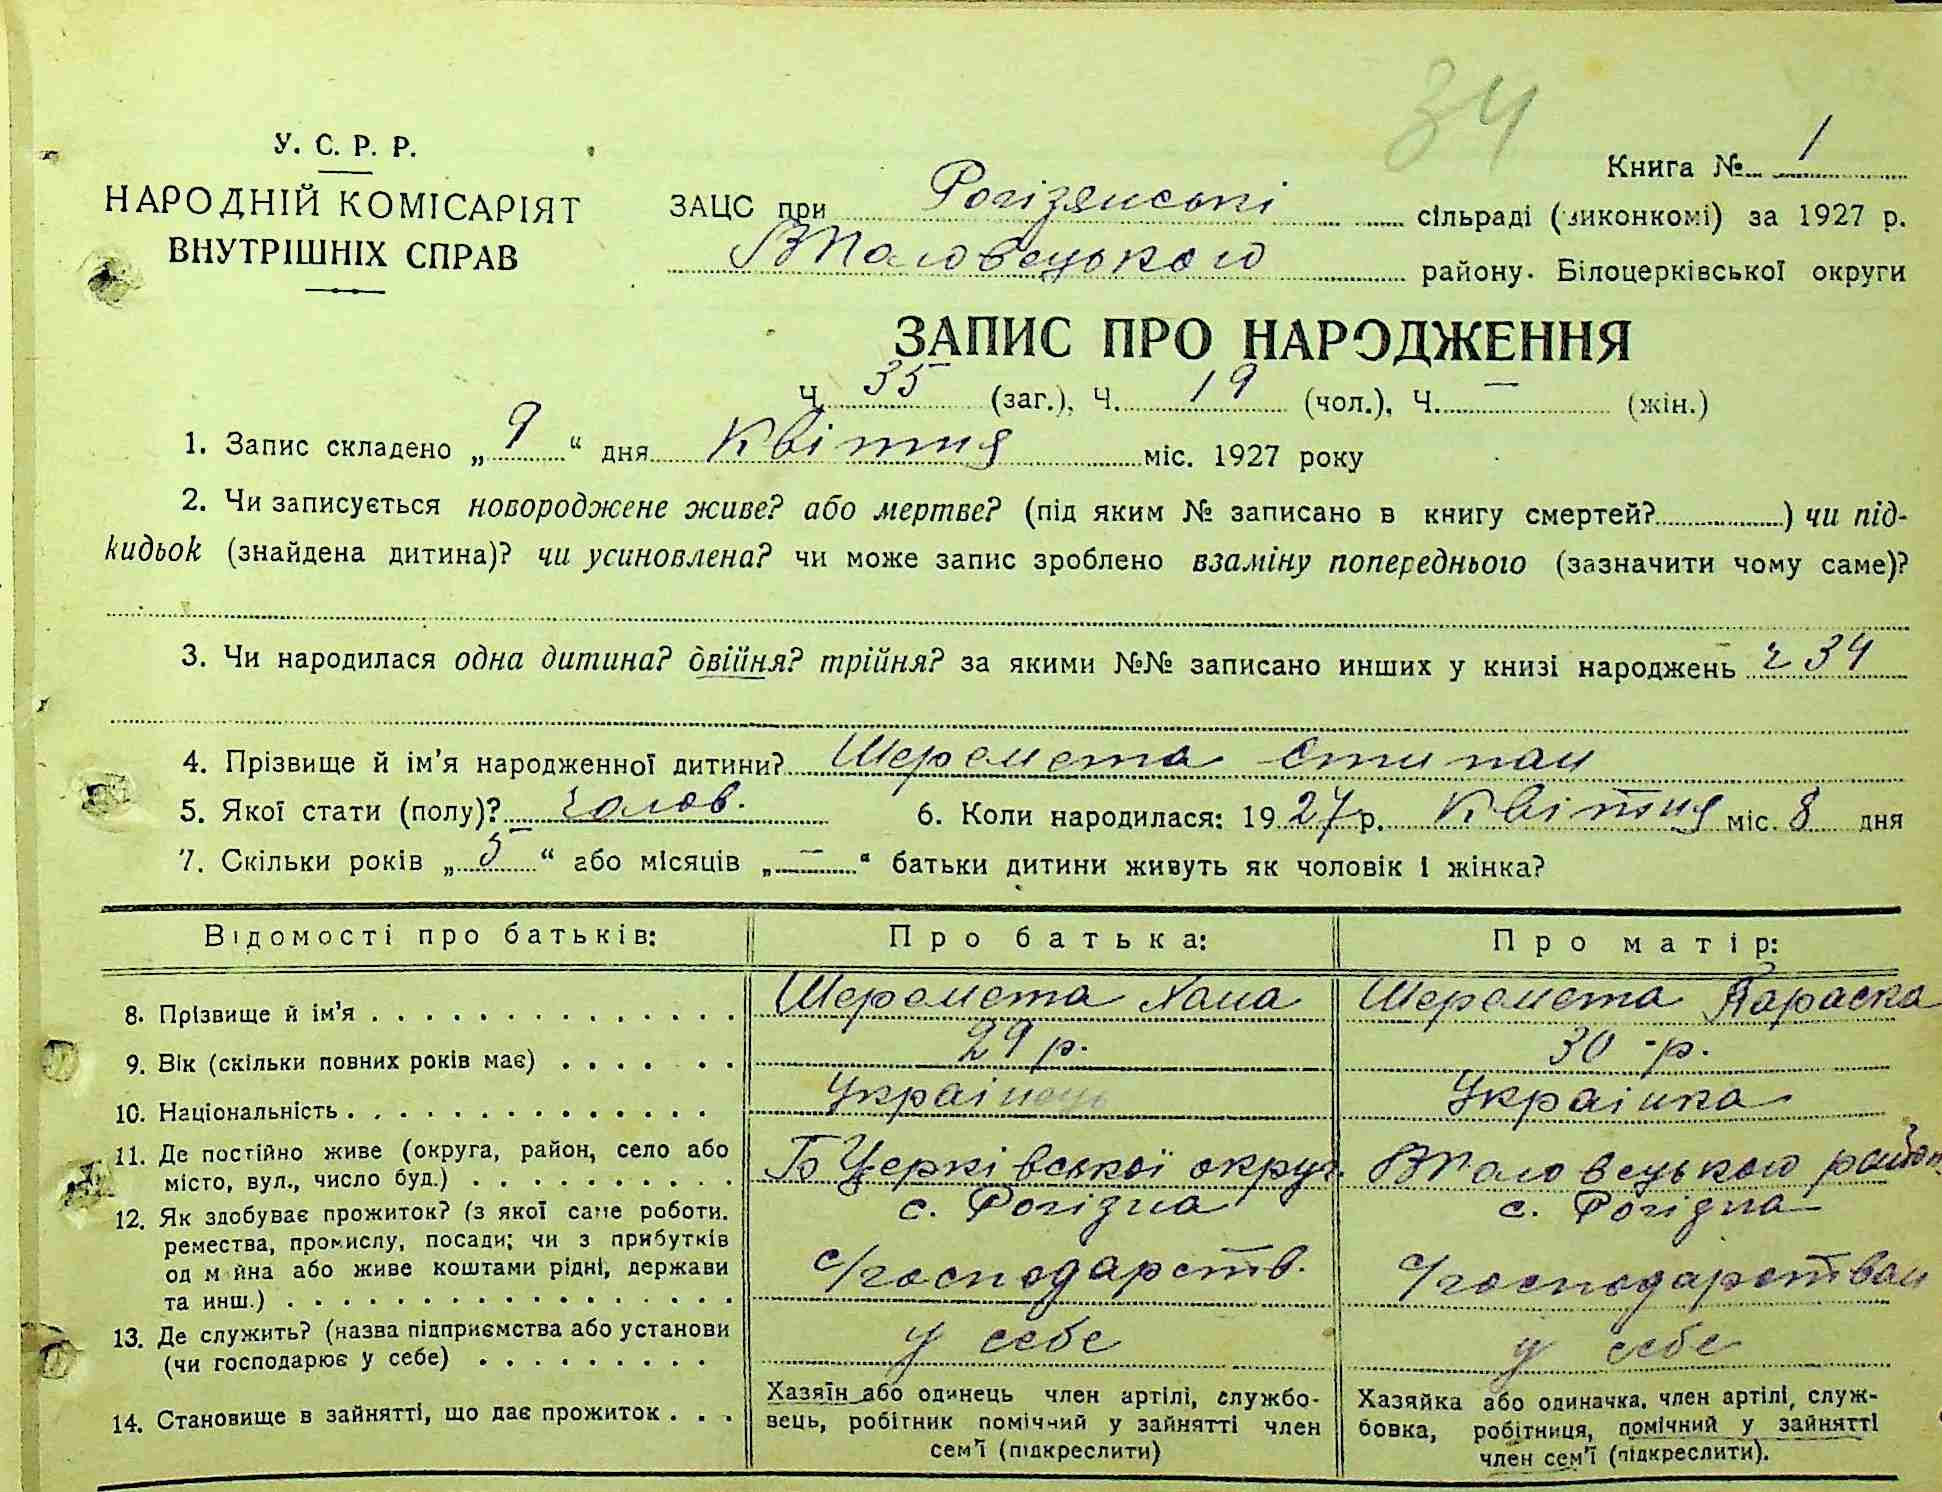 34
У. С. Р. Р.
НАРОДНІЙ КОМІСАРІЯТ
ВНУТРІШНІХ СПРАВ
Книга № 1
ЗАЦС при Рогізянські сільраді (виконкомі) за 1927 р.
району. Білоцерківської округи
ЗАПИС ПРО НАРОДЖЕННЯ
Ч. 35 (заг.), Ч. 19 (чол.), Ч. — (жін.)
1. Запис складено „ 9 “ дня Квітня міс. 1927 року
2. Чи записується новороджене живе? або мертве? (під яким № записано в книгу смертей?) чи під-
кидьок (знайдена дитина)? чи усиновлена? чи може запис зроблено взаміну попереднього (зазначити чому саме)?
3. Чи народилася одна дитина? двійня? трійня? за якими №№ записано инших у книзі народжень ч 34
4. Прізвище й ім'я народженної дитини? Шеремета Степан
5. Якої стати (полу)? чолов. 6. Коли народилася: 1927 р. Квітня міс. 8 дня
7. Скільки років „ 5 “ або місяців „ — “ батьки дитини живуть як чоловік і жінка?
Відомості про батьків: Про батька: Про матір:
8. Прізвище й ім'я Шеремета Хама Шеремета Параска
9. Вік (скільки повних років має) 29 р. 30 -р.
10. Національність Українець Українка
11. Де постійно живе (округа, район, село або
місто, вул., число буд.) Б Церківської округ. району
с. Рогізна с. Рогізна
12. Як здобуває прожиток? (з якої саме роботи,
ремества, промислу, посади; чи з прибутків
од майна або живе коштами рідні, держави
та инш.) с/господарств. с/господарством
13. Де служить? (назва підприємства або установи
(чи господарює у себе) у себе у себе
14. Становище в зайнятті, що дає прожиток
Хазяїн або одинець член артілі, службо-
вець, робітник помічний у зайнятті член
сем'ї (підкреслити)
Хазяйка або одиначка, член артілі, служ-
бовка, робітниця, помічний у зайнятті
член сем'ї (підкреслити).